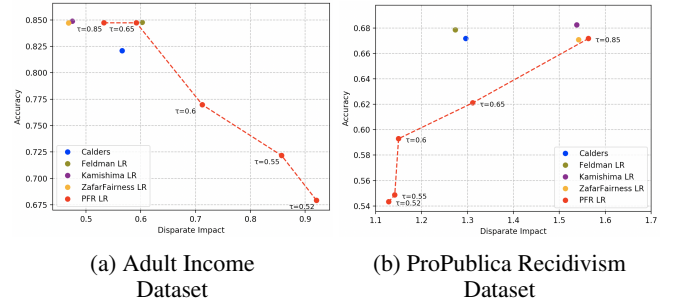 0.850
0.825
0.800
0.775
0.750
0.725
0.700
0.675
Accuracy
τ=0.85
τ=0.65
τ=0.6
τ=0.55
τ=0.52
Calders
Feldman LR
Kamishima LR
ZafarFairness LR
PFR LR
0.5 0.6 0.7 0.8 0.9
Disparate Impact
(a) Adult Income
Dataset
0.68
0.66
0.64
0.62
0.60
0.58
0.56
0.54
Accuracy
τ=0.85
τ=0.65
τ=0.6
τ=0.55
τ=0.52
Calders
Feldman LR
Kamishima LR
ZafarFairness LR
PFR LR
1.1 1.2 1.3 1.4 1.5 1.6 1.7
Disparate Impact
(b) ProPublica Recidivism
Dataset